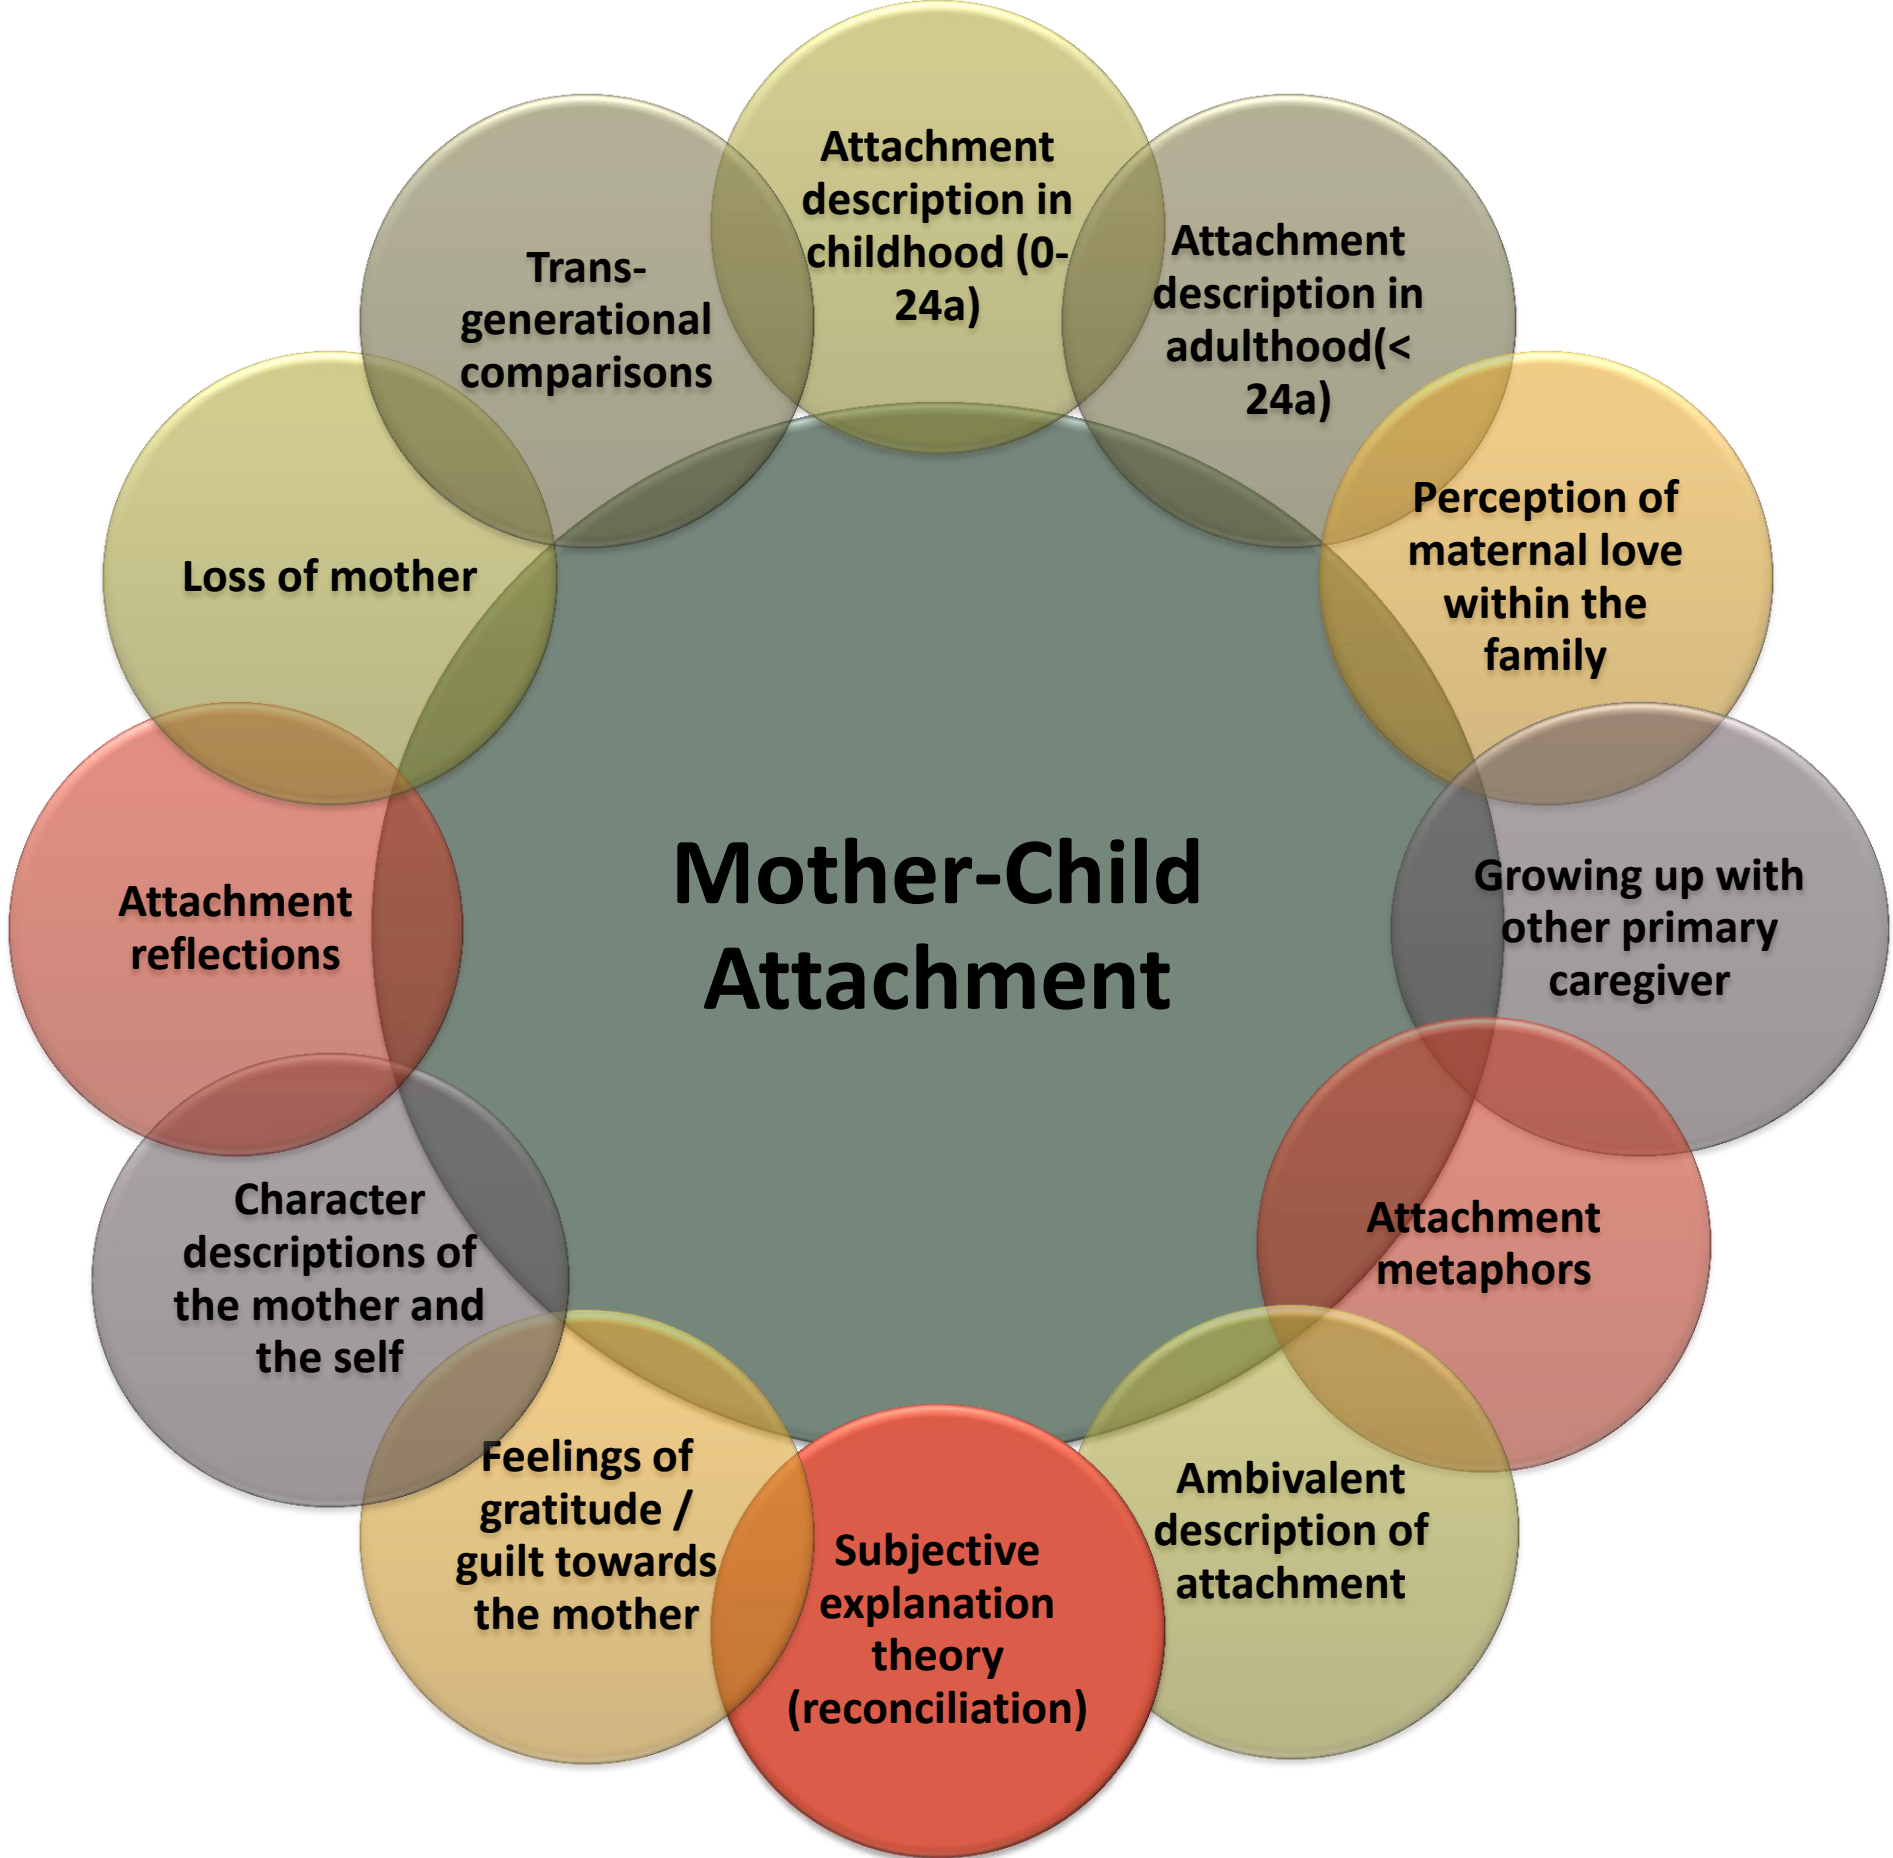 Attachment
description in
childhood (0-
24a)
Attachment
description in
adulthood(<
24a)
Perception of
maternal love
within the
family
Growing up with
other primary
caregiver
Attachment
metaphors
Ambivalent
description of
attachment
Subjective
explanation
theory
(reconciliation)
Feelings of
gratitude /
guilt towards
the mother
Character
descriptions of
the mother and
the self
Attachment
reflections
Loss of mother
Trans-
generational
comparisons
Mother-Child
Attachment